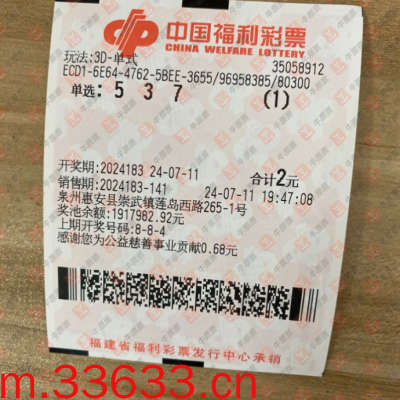 中国福利彩票
CHINA WELFARE LOTTERY
玩法:3D-单式
35058912
ECD1-6E64-4762-5BEE-3655/96958385/80300
单选: 5 3 7 (1)
开奖期:2024183 24-07-11 合计2元
销售期:2024183-141 24-07-11 19:47:08
泉州惠安县崇武镇莲岛西路265-1号
奖池余额:1917982.92元
上期开奖号码:8-8-4
感谢您为公益慈善事业贡献0.68元
福建省福利彩票发行中心承销
m.33633.cn